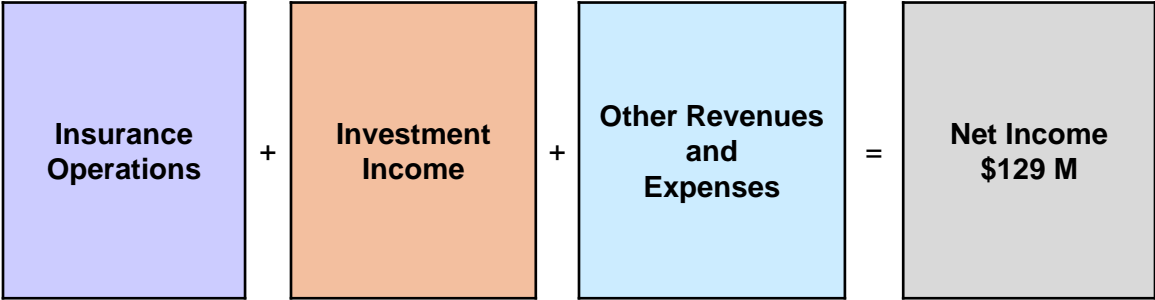 Insurance
Operations
+
Investment
Income
+
Other Revenues
and
Expenses
=
Net Income
$129 M